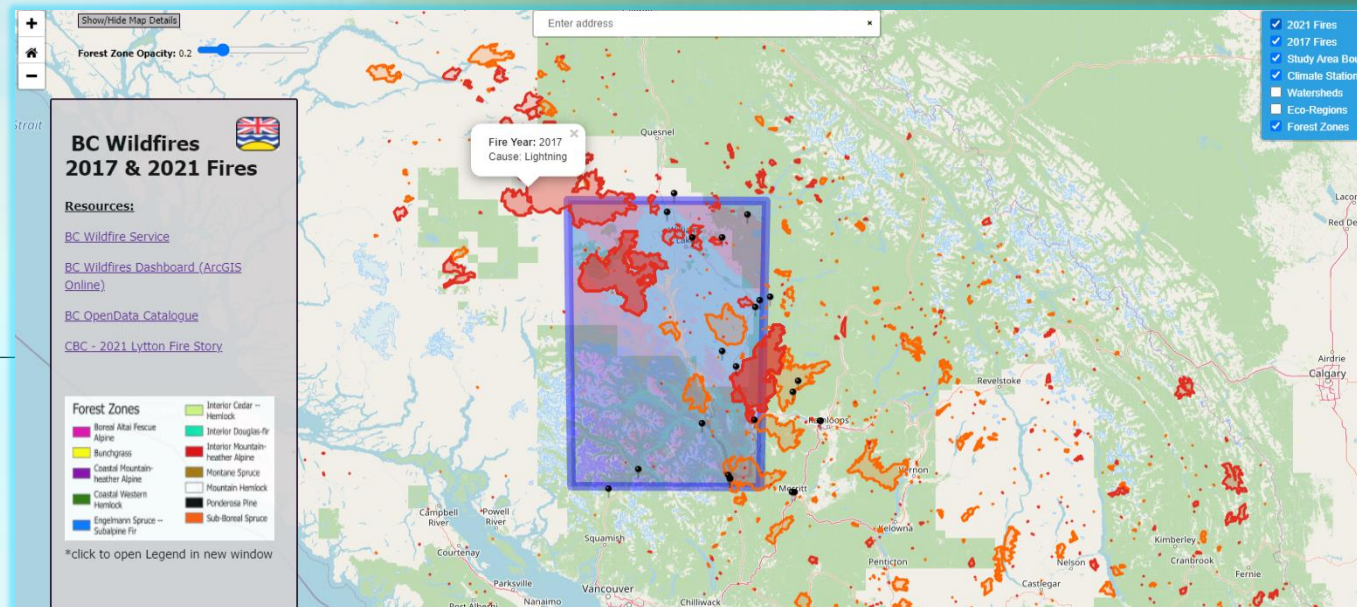 +
Show/Hide Map Details
Forest Zone Opacity: 0.2
−
Enter address
×
2021 Fires
2017 Fires
Study Area Bou
Climate Station
Watersheds
Eco-Regions
Forest Zones
Strait
BC Wildfires
2017 & 2021 Fires
Resources:
BC Wildfire Service
BC Wildfires Dashboard (ArcGIS
Online)
BC OpenData Catalogue
CBC - 2021 Lytton Fire Story
Forest Zones
Boreal Altai Fescue
Alpine
Bunchgrass
Coastal Mountain-
heather Alpine
Coastal Western
Hemlock
Engelmann Spruce --
Subalpine Fir
Interior Cedar --
Hemlock
Interior Douglas-fir
Interior Mountain-
heather Alpine
Montane Spruce
Mountain Hemlock
Ponderosa Pine
Sub-Boreal Spruce
*click to open Legend in new window
×
Fire Year: 2017
Cause: Lightning
Quesnel
Lacom
Red De
Airdrie
Calgary
Revelstoke
Vernon
Merritt
Kelowna
Campbell
River
Powell
River
Squamish
Courtenay
Penticton
Nelson
Kimberley
Cranbrook
Fernie
Castlegar
Parksville
Vancouver
Nanaimo
Chilliwack